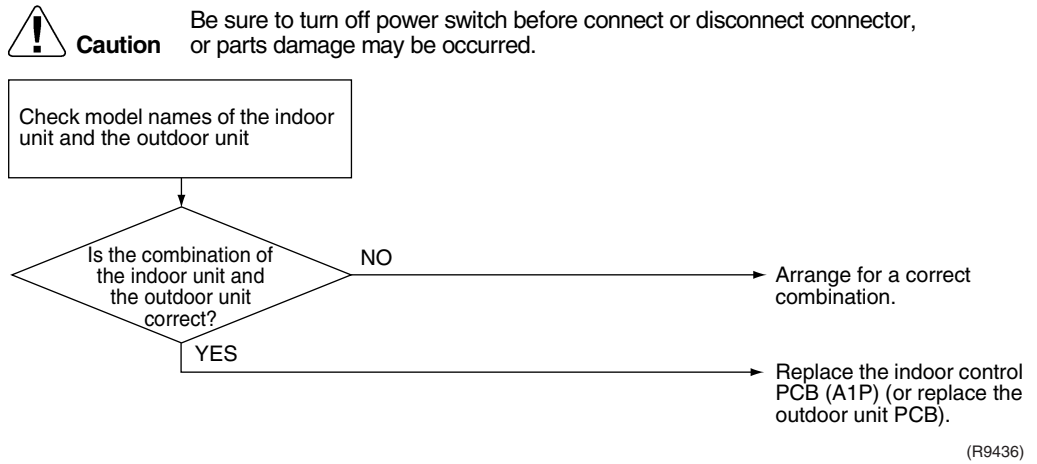 Be sure to turn off power switch before connect or disconnect connector,
Caution or parts damage may be occurred.
Check model names of the indoor
unit and the outdoor unit
Is the combination of
the indoor unit and
the outdoor unit
correct?
NO
Arrange for a correct
combination.
YES
Replace the indoor control
PCB (A1P) (or replace the
outdoor unit PCB).
(R9436)